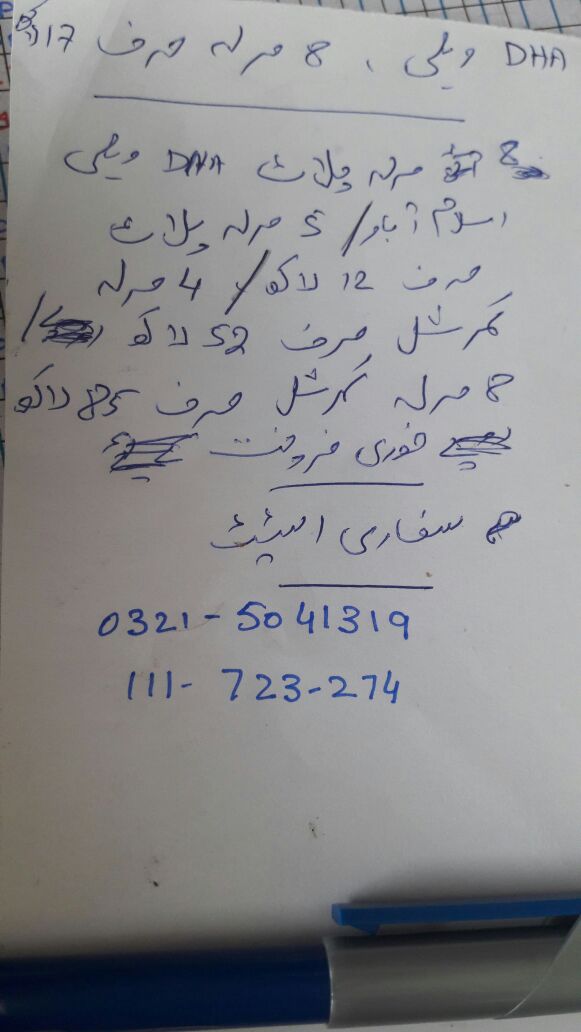 DHA ویلی ، 8 مرلہ صرف 17 لاکھ
8 مرلہ پلاٹ DHA ویلی
اسلام آباد / 5 مرلہ پلاٹ
صرف 12 لاکھ / 4 مرلہ
کمرشل صرف 52 لاکھ /
8 مرلہ کمرشل صرف 85 لاکھ
فوری فروخت
سفاری اسٹیٹ
0321-5041319
111-723-274